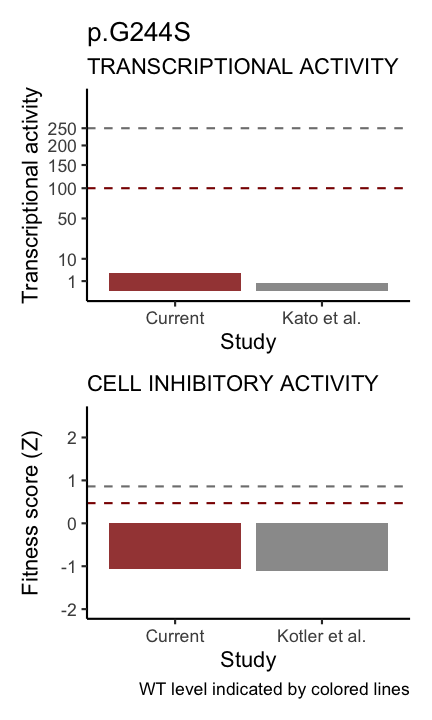 p.G244S
TRANSCRIPTIONAL ACTIVITY
Transcriptional activity
250
200
150
100
50
10
1
Current
Kato et al.
Study
CELL INHIBITORY ACTIVITY
Fitness score (Z)
2
1
0
-1
-2
Current
Kotler et al.
Study
WT level indicated by colored lines